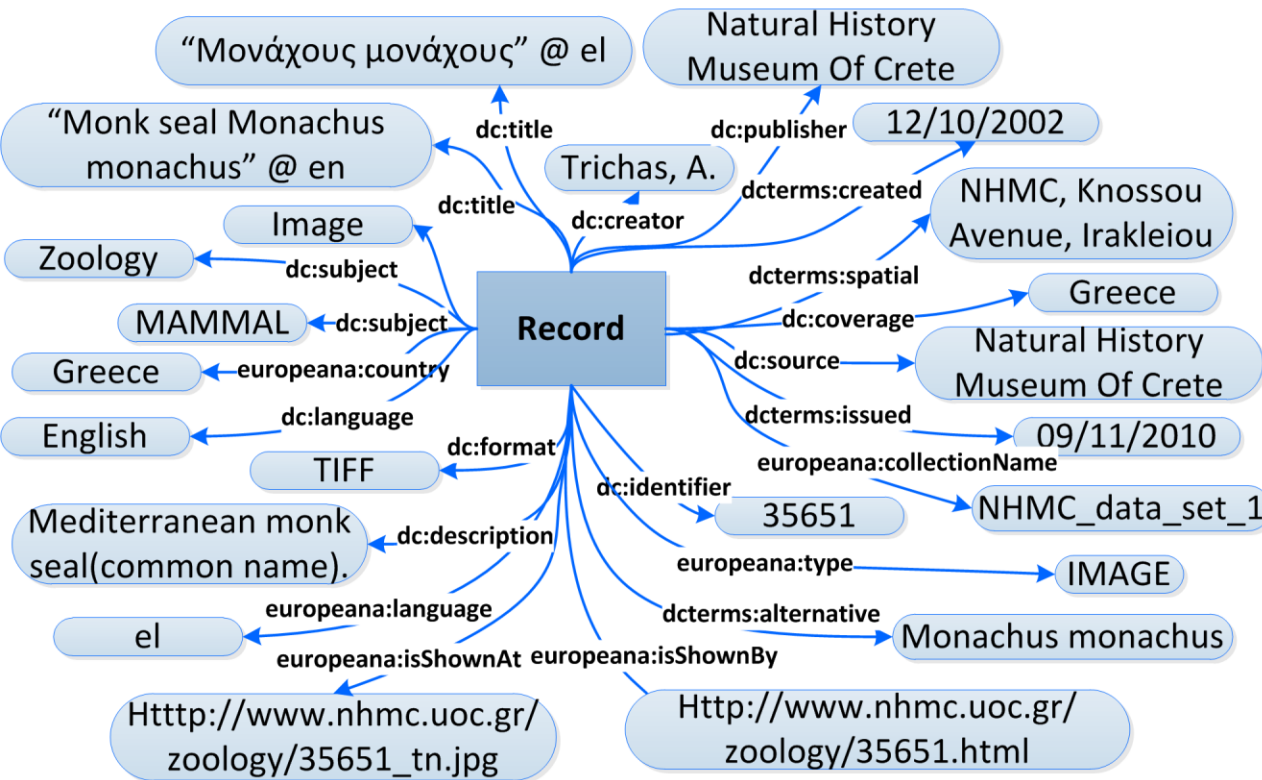 “Μονάχους μονάχους” @ el
Natural History
Museum Of Crete
“Monk seal Monachus
monachus” @ en
dc:title
dc:publisher
12/10/2002
Trichas, A.
dcterms:created
NHMC, Knossou
Avenue, Irakleiou
dc:title
dc:creator
Image
Zoology
dc:subject
dcterms:spatial
Greece
MAMMAL
dc:subject
Record
dc:coverage
Natural History
Museum Of Crete
Greece
europeana:country
dc:source
English
dc:language
dcterms:issued
09/11/2010
TIFF
dc:format
europeana:collectionName
dc:identifier
35651
NHMC_data_set_1
Mediterranean monk
seal(common name).
dc:description
europeana:type
IMAGE
el
europeana:language
dcterms:alternative
Monachus monachus
europeana:isShownAt
europeana:isShownBy
Htttp://www.nhmc.uoc.gr/
zoology/35651_tn.jpg
Http://www.nhmc.uoc.gr/
zoology/35651.html